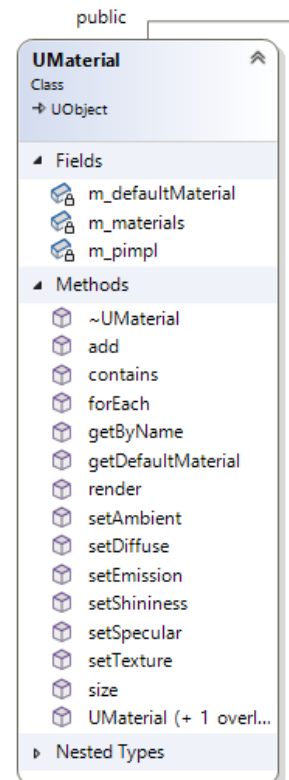 public
UMaterial
Class
UObject
Fields
m_defaultMaterial
m_materials
m_pimpl
Methods
~UMaterial
add
contains
forEach
getByName
getDefaultMaterial
render
setAmbient
setDiffuse
setEmission
setShininess
setSpecular
setTexture
size
UMaterial (+ 1 overl...
Nested Types